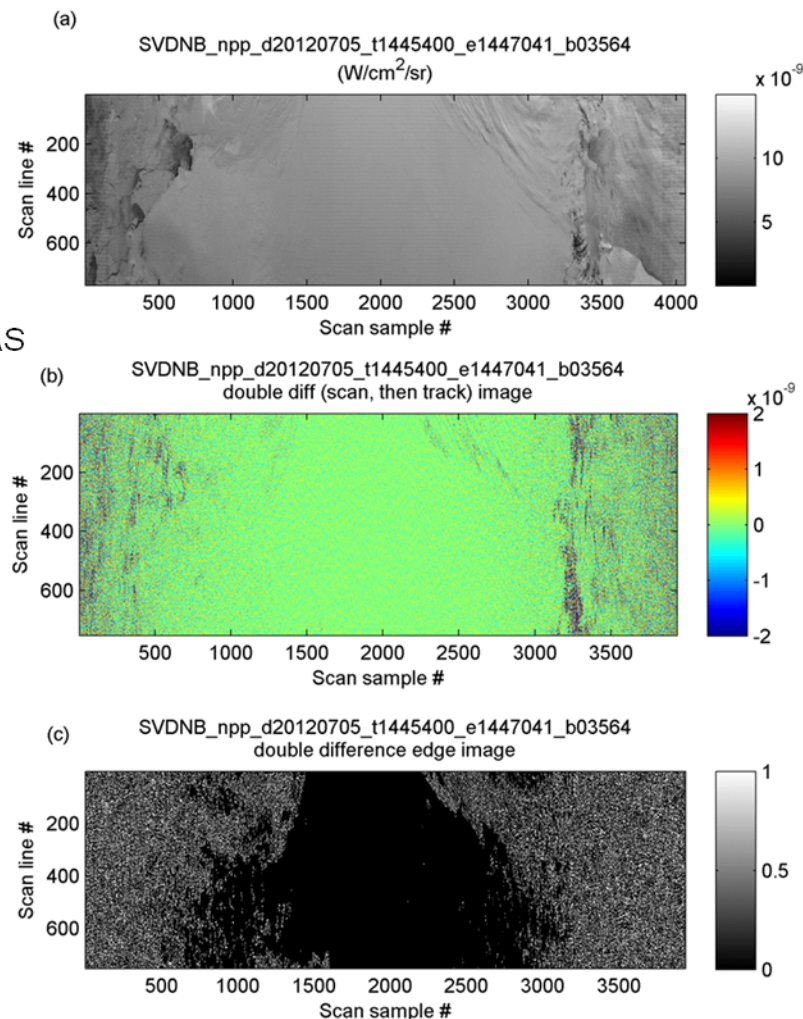 (a)
SVDNB_npp_d20120705_t1445400_e1447041_b03564
(W/cm²/sr)
x 10⁻⁹
Scan line #
200
400
600
10
5
500 1000 1500 2000 2500 3000 3500 4000
Scan sample #
AS
(b)
SVDNB_npp_d20120705_t1445400_e1447041_b03564
double diff (scan, then track) image
x 10⁻⁹
Scan line #
200
400
600
2
1
0
-1
-2
500 1000 1500 2000 2500 3000 3500
Scan sample #
(c)
SVDNB_npp_d20120705_t1445400_e1447041_b03564
double difference edge image
Scan line #
200
400
600
1
0.5
0
500 1000 1500 2000 2500 3000 3500
Scan sample #